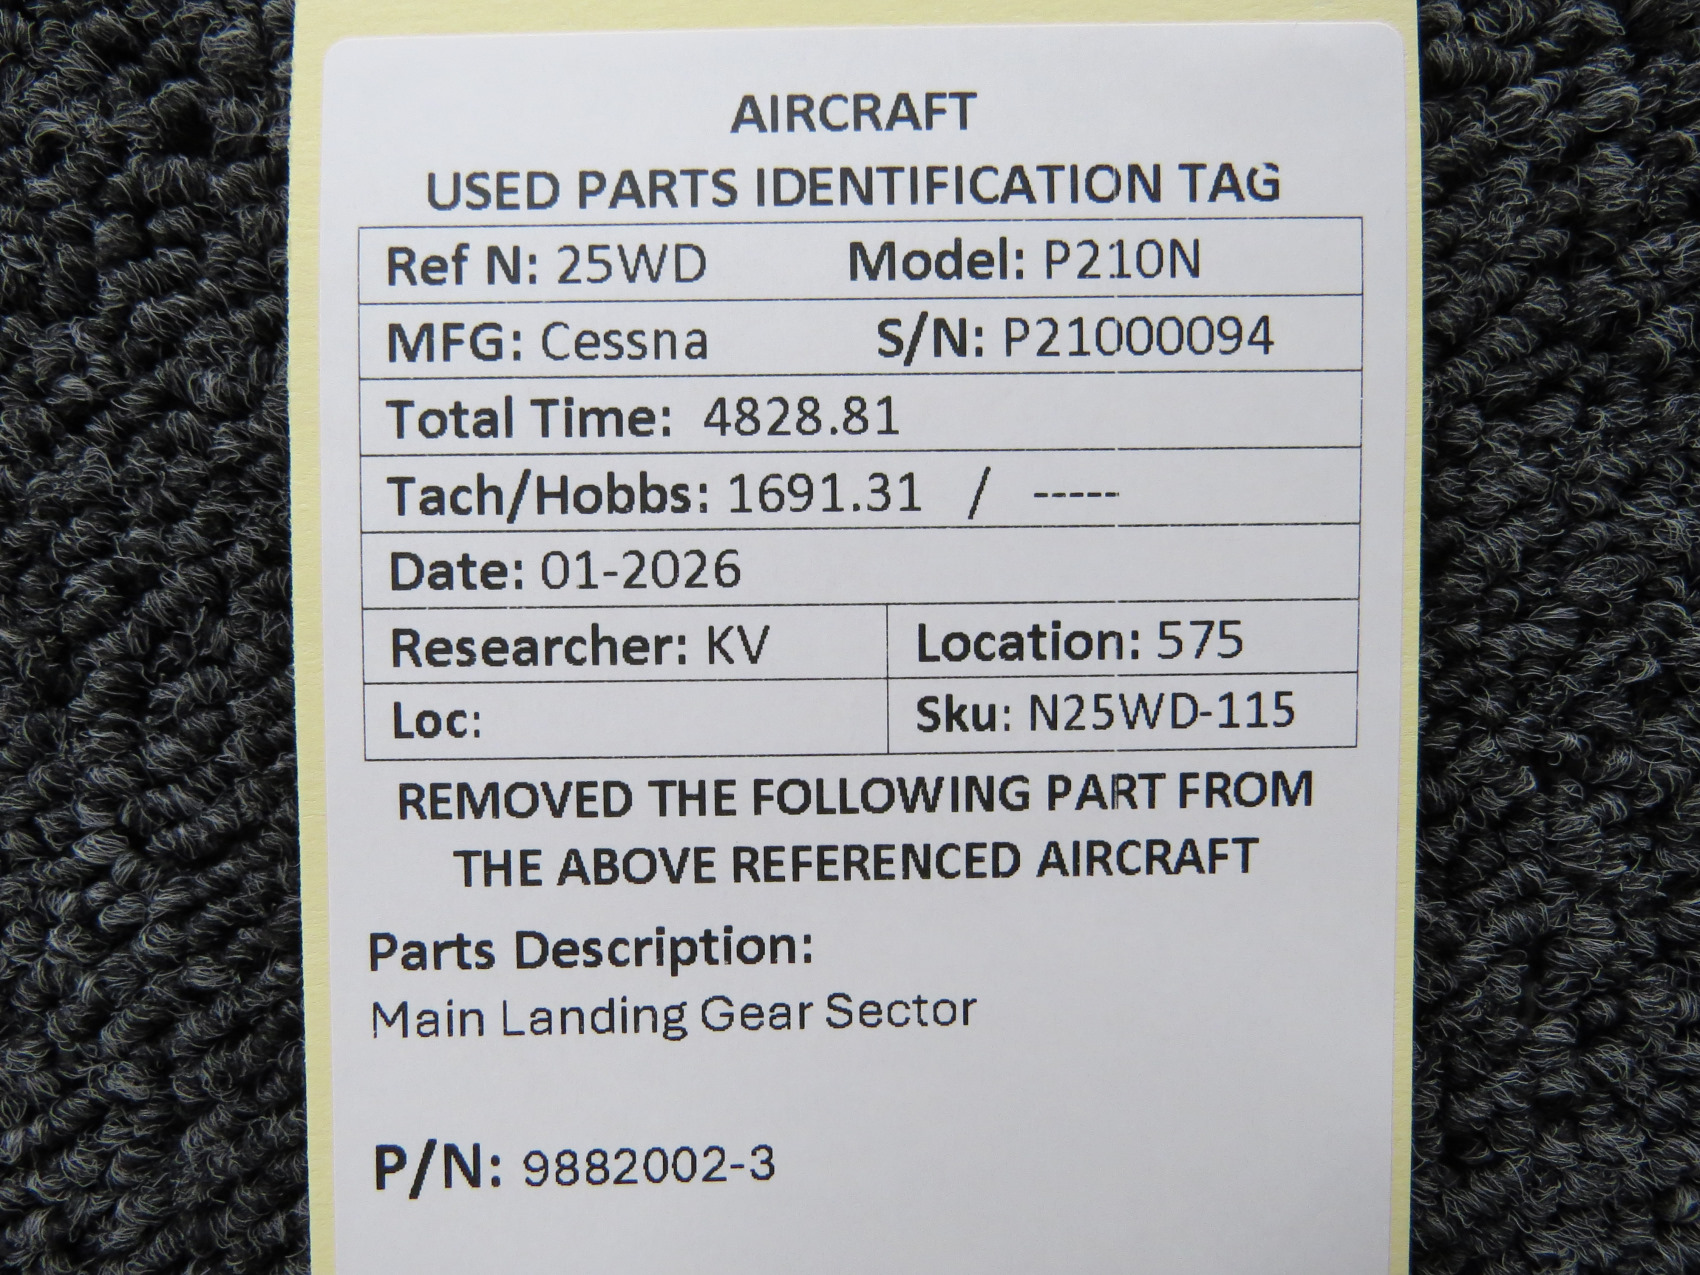 AIRCRAFT
USED PARTS IDENTIFICATION TAG
Ref N: 25WD Model: P210N
MFG: Cessna S/N: P21000094
Total Time: 4828.81
Tach/Hobbs: 1691.31 / -----
Date: 01-2026
Researcher: KV Location: 575
Loc: Sku: N25WD-115
REMOVED THE FOLLOWING PART FROM
THE ABOVE REFERENCED AIRCRAFT
Parts Description:
Main Landing Gear Sector
P/N: 9882002-3